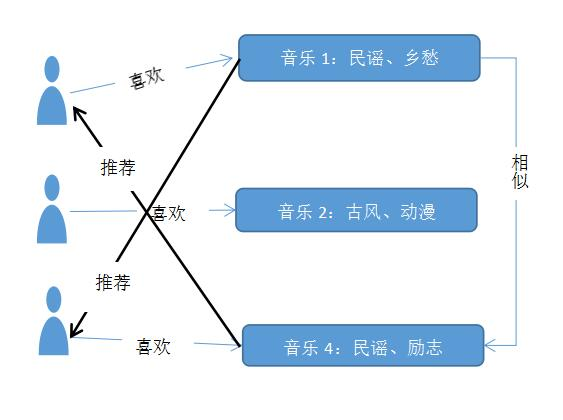 喜欢
音乐 1：民谣、乡愁
推荐
相似
喜欢
音乐 2：古风、动漫
推荐
喜欢
音乐 4：民谣、励志